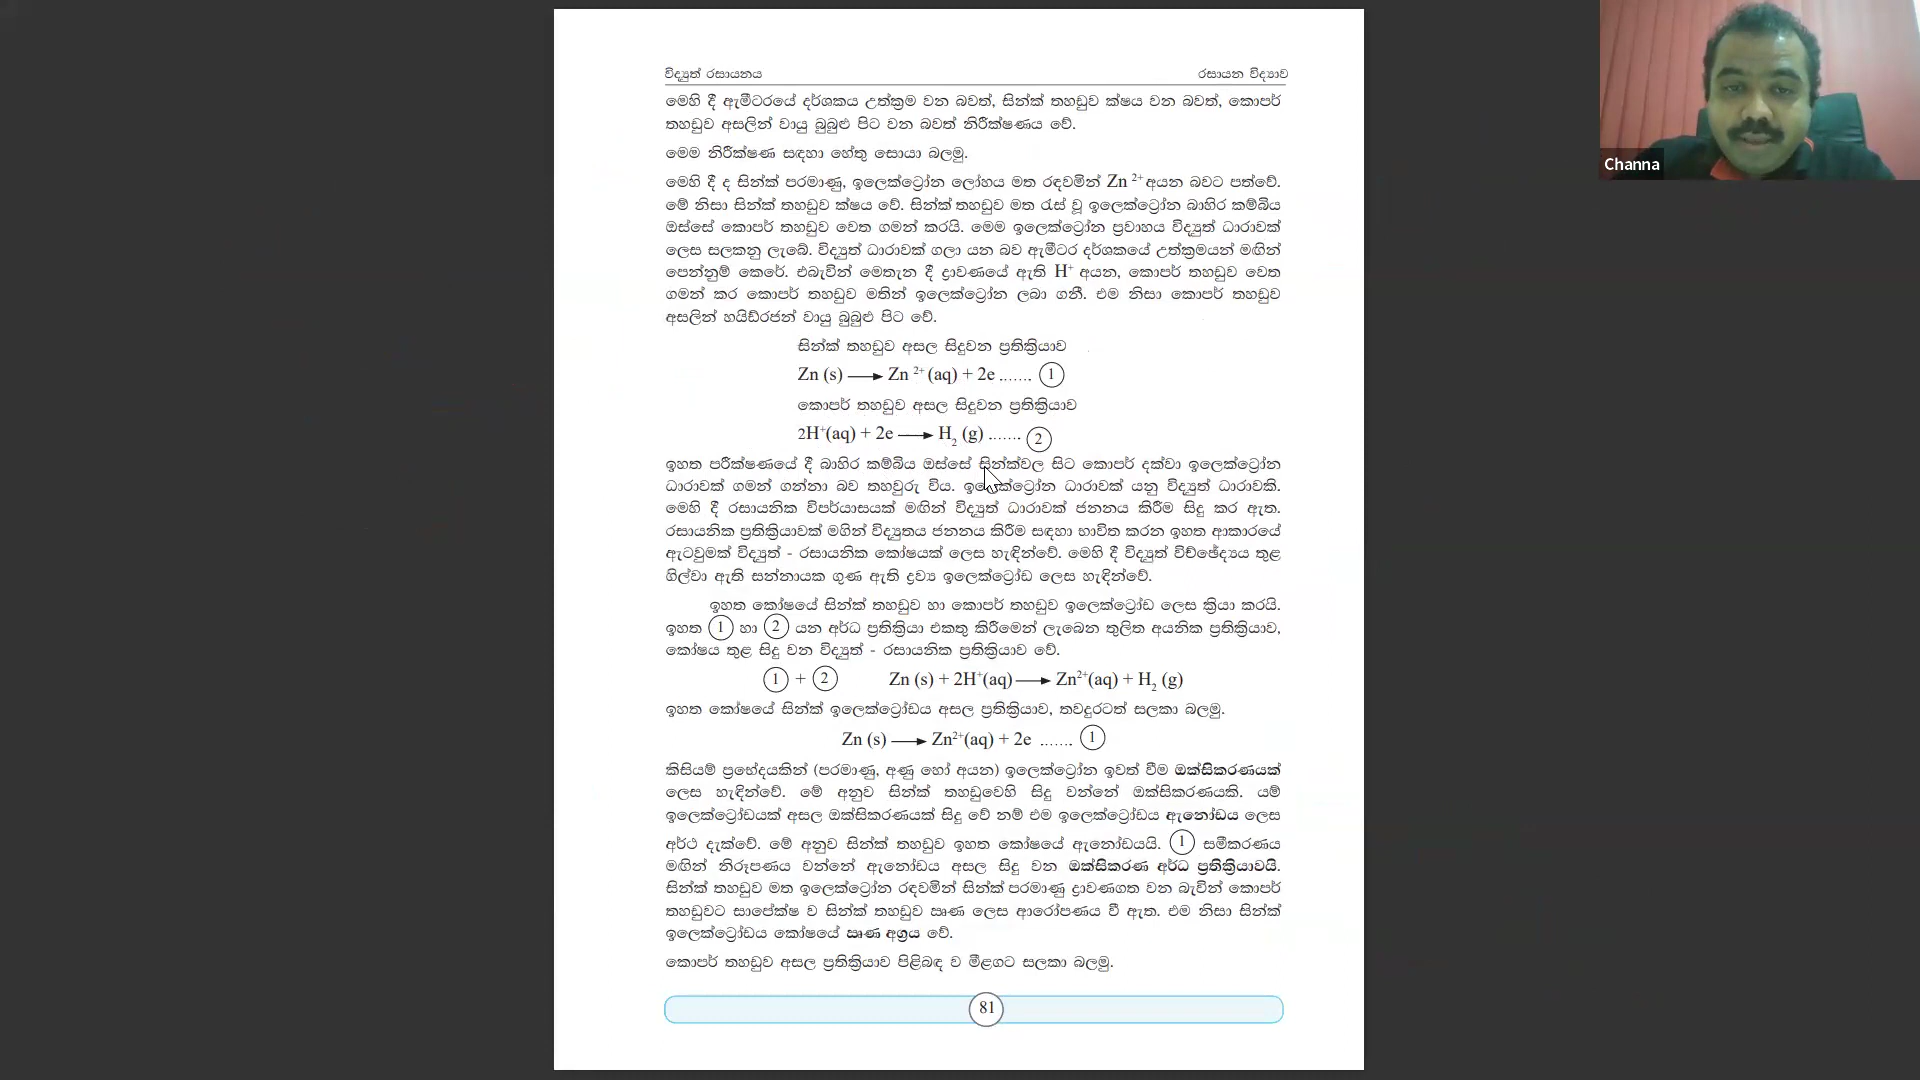 විද්‍යුත් රසායනය
රසායන විද්‍යාව
Channa
මෙහි දී ඇමීටරයේ දර්ශකය උත්ක්‍රම වන බවත්, සින්ක් තහඩුව ක්ෂය වන බවත්, කොපර්
තහඩුව අසලින් වායු බුබුළු පිට වන බවත් නිරීක්ෂණය වේ.
මෙම නිරීක්ෂණ සඳහා හේතු සොයා බලමු.
මෙහි දී ද සින්ක් පරමාණු, ඉලෙක්ට්‍රෝන ලෝහය මත රඳවමින් Zn ²⁺ අයන බවට පත්වේ.
මේ නිසා සින්ක් තහඩුව ක්ෂය වේ. සින්ක් තහඩුව මත රැස් වූ ඉලෙක්ට්‍රෝන බාහිර කම්බිය
ඔස්සේ කොපර් තහඩුව වෙත ගමන් කරයි. මෙම ඉලෙක්ට්‍රෝන ප්‍රවාහය විද්‍යුත් ධාරාවක්
ලෙස සලකනු ලැබේ. විද්‍යුත් ධාරාවක් ගලා යන බව ඇමීටර දර්ශකයේ උත්ක්‍රමයන් මඟින්
පෙන්නුම් කෙරේ. එබැවින් මෙතැන දී ද්‍රාවණයේ ඇති H⁺ අයන, කොපර් තහඩුව වෙත
ගමන් කර කොපර් තහඩුව මතින් ඉලෙක්ට්‍රෝන ලබා ගනී. එම නිසා කොපර් තහඩුව
අසලින් හයිඩ්රජන් වායු බුබුළු පිට වේ.
සින්ක් තහඩුව අසල සිදුවන ප්‍රතික්‍රියාව
Zn (s) ⟶ Zn ²⁺ (aq) + 2e ....... ①
කොපර් තහඩුව අසල සිදුවන ප්‍රතික්‍රියාව
2H⁺(aq) + 2e ⟶ H₂ (g) ....... ②
ඉහත පරීක්ෂණයේ දී බාහිර කම්බිය ඔස්සේ සින්ක්වල සිට කොපර් දක්වා ඉලෙක්ට්‍රෝන
ධාරාවක් ගමන් ගන්නා බව තහවුරු විය. ඉලෙක්ට්‍රෝන ධාරාවක් යනු විද්‍යුත් ධාරාවකි.
මෙහි දී රසායනික විපර්යාසයක් මඟින් විද්‍යුත් ධාරාවක් ජනනය කිරීම සිදු කර ඇත.
රසායනික ප්‍රතික්‍රියාවක් මගින් විද්‍යුතය ජනනය කිරීම සඳහා භාවිත කරන ඉහත ආකාරයේ
ඇටවුමක් විද්‍යුත් - රසායනික කෝෂයක් ලෙස හැඳින්වේ. මෙහි දී විද්‍යුත් විච්ඡේද්‍යය තුළ
ගිල්වා ඇති සන්නායක ගුණ ඇති ද්‍රව්‍ය ඉලෙක්ට්‍රෝඩ ලෙස හැඳින්වේ.
ඉහත කෝෂයේ සින්ක් තහඩුව හා කොපර් තහඩුව ඉලෙක්ට්‍රෝඩ ලෙස ක්‍රියා කරයි.
ඉහත ① හා ② යන අර්ධ ප්‍රතික්‍රියා එකතු කිරීමෙන් ලැබෙන තුලිත අයනික ප්‍රතික්‍රියාව,
කෝෂය තුළ සිදු වන විද්‍යුත් - රසායනික ප්‍රතික්‍රියාව වේ.
① + ② Zn (s) + 2H⁺(aq) ⟶ Zn²⁺(aq) + H₂ (g)
ඉහත කෝෂයේ සින්ක් ඉලෙක්ට්‍රෝඩය අසල ප්‍රතික්‍රියාව, තවදුරටත් සලකා බලමු.
Zn (s) ⟶ Zn²⁺(aq) + 2e ....... ①
කිසියම් ප්‍රභේදයකින් (පරමාණු, අණු හෝ අයන) ඉලෙක්ට්‍රෝන ඉවත් වීම ඔක්සිකරණයක්
ලෙස හැඳින්වේ. මේ අනුව සින්ක් තහඩුවෙහි සිදු වන්නේ ඔක්සිකරණයකි. යම්
ඉලෙක්ට්‍රෝඩයක් අසල ඔක්සිකරණයක් සිදු වේ නම් එම ඉලෙක්ට්‍රෝඩය ඇනෝඩය ලෙස
අර්ථ දැක්වේ. මේ අනුව සින්ක් තහඩුව ඉහත කෝෂයේ ඇනෝඩයයි. ① සමීකරණය
මඟින් නිරූපණය වන්නේ ඇනෝඩය අසල සිදු වන ඔක්සිකරණ අර්ධ ප්‍රතික්‍රියාවයි.
සින්ක් තහඩුව මත ඉලෙක්ට්‍රෝන රඳවමින් සින්ක් පරමාණු ද්‍රාවණගත වන බැවින් කොපර්
තහඩුවට සාපේක්ෂ ව සින්ක් තහඩුව ඍණ ලෙස ආරෝපණය වී ඇත. එම නිසා සින්ක්
ඉලෙක්ට්‍රෝඩය කෝෂයේ ඍණ අග්‍රය වේ.
කොපර් තහඩුව අසල ප්‍රතික්‍රියාව පිළිබඳ ව මීළගට සලකා බලමු.
81